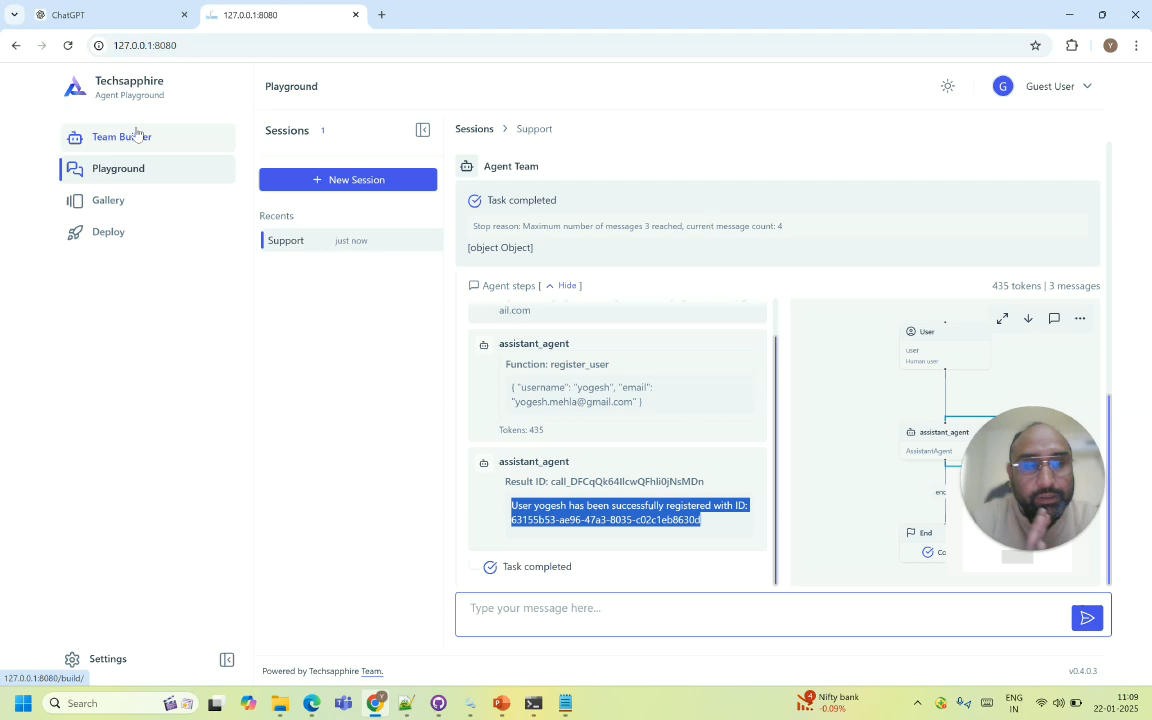 ChatGPT
127.0.0.1:8080
127.0.0.1:8080
Y
Techsapphire
Agent Playground
Team Builder
Playground
Gallery
Deploy
Settings
127.0.0.1:8080/build/
Playground
G
Guest User
Sessions 1
+ New Session
Recents
Support just now
Sessions > Support
Agent Team
Task completed
Stop reason: Maximum number of messages 3 reached, current message count: 4
[object Object]
Agent steps [ Hide ]
435 tokens | 3 messages
ail.com
assistant_agent
Function: register_user
{ "username": "yogesh", "email":
"yogesh.mehla@gmail.com" }
Tokens: 435
assistant_agent
Result ID: call_DFCqQk64IlcwQFhli0jNsMDn
User yogesh has been successfully registered with ID:
63155b53-ae96-47a3-8035-c02c1eb8630d
Task completed
User
user
Human user
assistant_agent
AssistantAgent
End
Type your message here...
Powered by Techsapphire Team.
v0.4.0.3
Search
Nifty bank
-0.09%
ENG
IN
11:09
22-01-2025